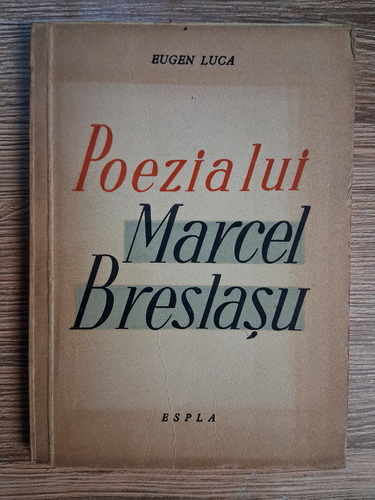 EUGEN LUCA
Poezia lui
Marcel
Breslașu
ESPLA